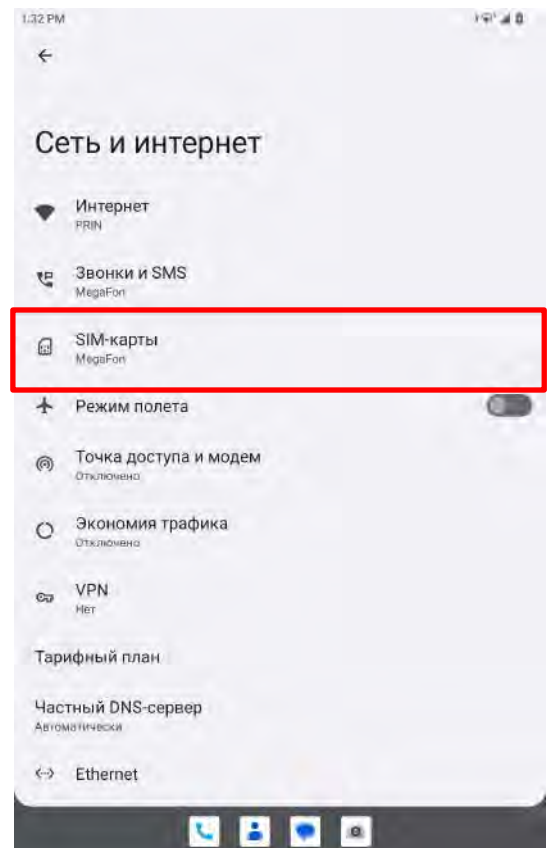 1:32 PM
Сеть и интернет
Интернет
PRIN
Звонки и SMS
MegaFon
SIM-карты
MegaFon
Режим полета
Точка доступа и модем
Отключено
Экономия трафика
Отключено
VPN
Нет
Тарифный план
Частный DNS-сервер
Автоматически
Ethernet